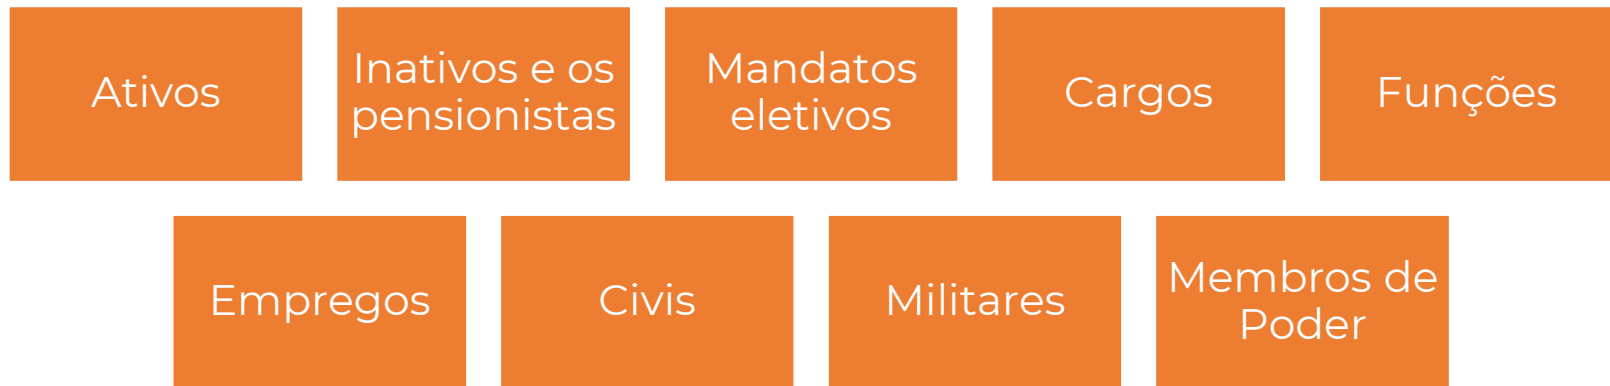 Ativos
Inativos e os
pensionistas
Mandatos
eletivos
Cargos
Funções
Empregos
Civis
Militares
Membros de
Poder